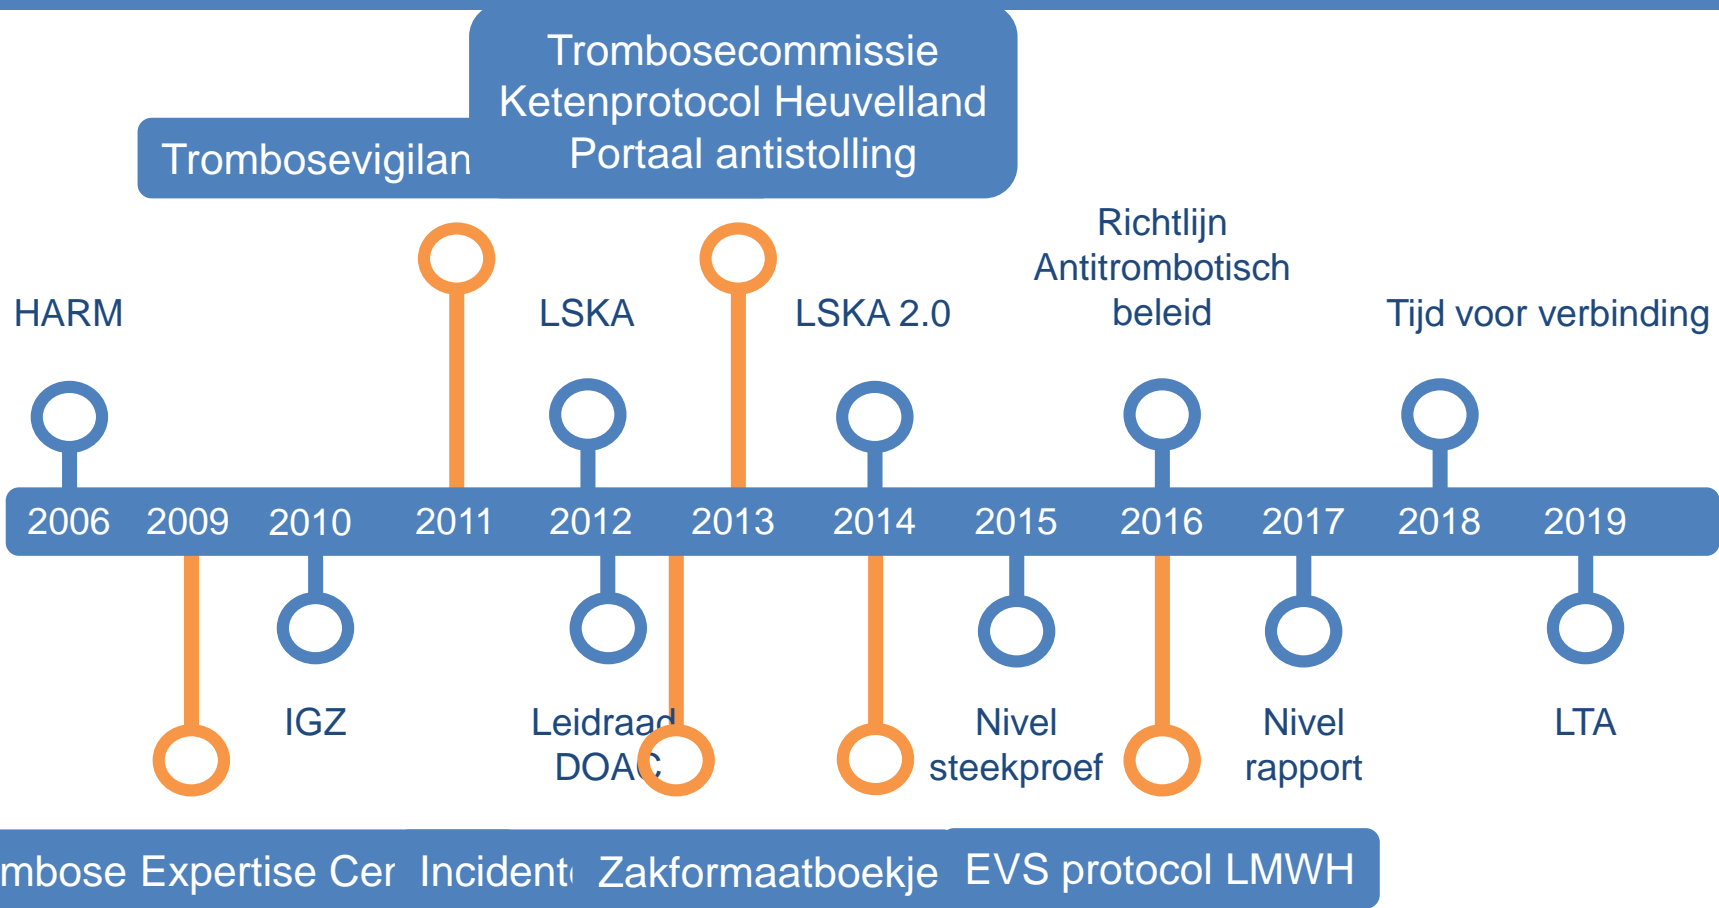 Trombosecommissie
Ketenprotocol Heuvelland
Portaal antistolling
Trombosevigilan
Richtlijn
Antitrombotisch
beleid
HARM
LSKA
LSKA 2.0
Tijd voor verbinding
2006 2009 2010 2011 2012 2013 2014 2015 2016 2017 2018 2019
IGZ
Leidraad
DOAC
Nivel
steekproef
Nivel
rapport
LTA
mbose Expertise Cer
Incident
Zakformaatboekje
EVS protocol LMWH